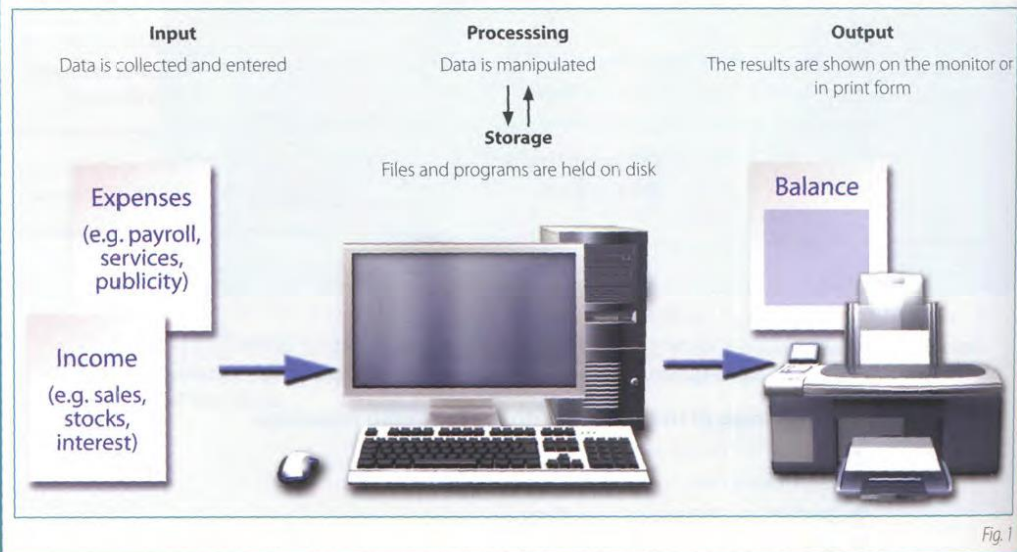 Input
Data is collected and entered
Processsing
Data is manipulated
Storage
Files and programs are held on disk
Output
The results are shown on the monitor or
in print form
Expenses
(e.g. payroll,
services,
publicity)
Income
(e.g. sales,
stocks,
interest)
Balance
Fig. 1